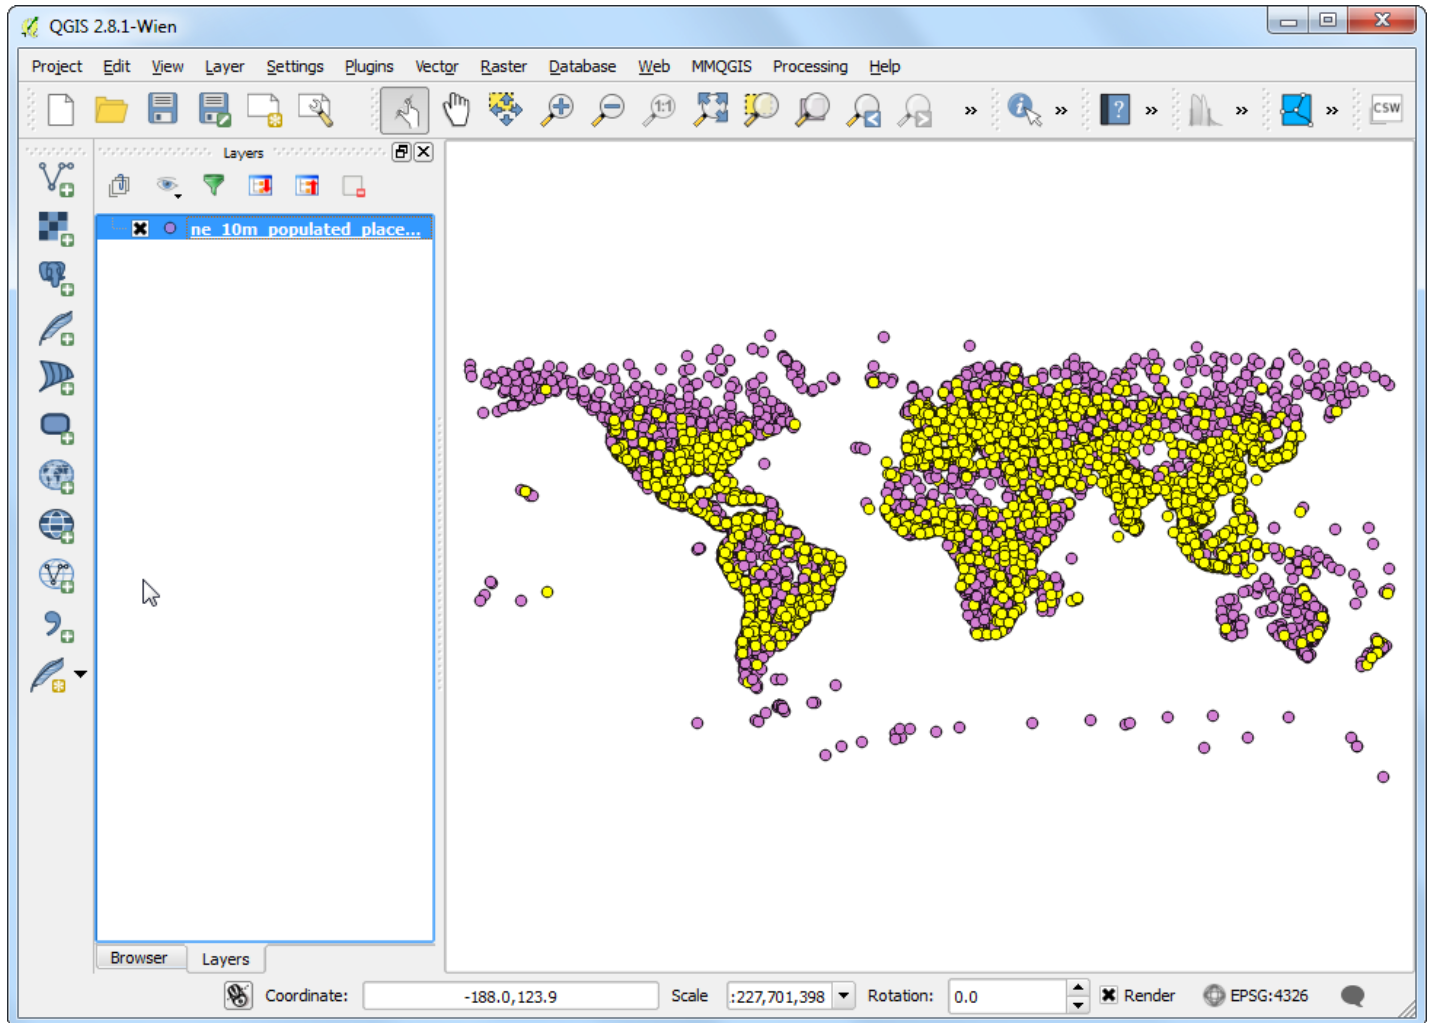 QGIS 2.8.1-Wien
Project Edit View Layer Settings Plugins Vector Raster Database Web MMQGIS Processing Help
1:1 » » ? » » » CSW
Layers
ne_10m_populated_place...
Browser Layers
Coordinate: -188.0,123.9 Scale :227,701,398 Rotation: 0.0 Render EPSG:4326